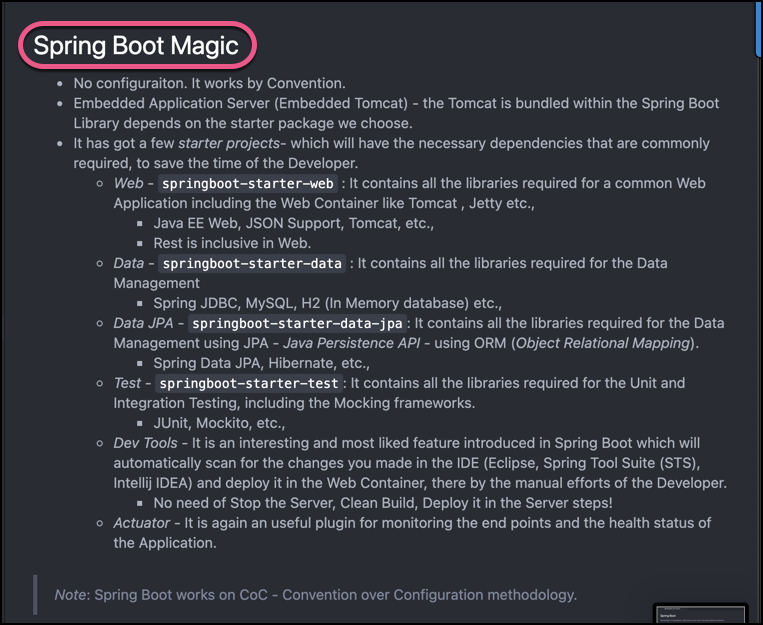 Spring Boot Magic
No configuraiton. It works by Convention.
Embedded Application Server (Embedded Tomcat) - the Tomcat is bundled within the Spring Boot
Library depends on the starter package we choose.
It has got a few starter projects- which will have the necessary dependencies that are commonly
required, to save the time of the Developer.
Web - springboot-starter-web : It contains all the libraries required for a common Web
Application including the Web Container like Tomcat , Jetty etc.,
Java EE Web, JSON Support, Tomcat, etc.,
Rest is inclusive in Web.
Data - springboot-starter-data : It contains all the libraries required for the Data
Management
Spring JDBC, MySQL, H2 (In Memory database) etc.,
Data JPA - springboot-starter-data-jpa: It contains all the libraries required for the Data
Management using JPA - Java Persistence API - using ORM (Object Relational Mapping).
Spring Data JPA, Hibernate, etc.,
Test - springboot-starter-test: It contains all the libraries required for the Unit and
Integration Testing, including the Mocking frameworks.
JUnit, Mockito, etc.,
Dev Tools - It is an interesting and most liked feature introduced in Spring Boot which will
automatically scan for the changes you made in the IDE (Eclipse, Spring Tool Suite (STS),
Intellij IDEA) and deploy it in the Web Container, there by the manual efforts of the Developer.
No need of Stop the Server, Clean Build, Deploy it in the Server steps!
Actuator - It is again an useful plugin for monitoring the end points and the health status of
the Application.
Note: Spring Boot works on CoC - Convention over Configuration methodology.